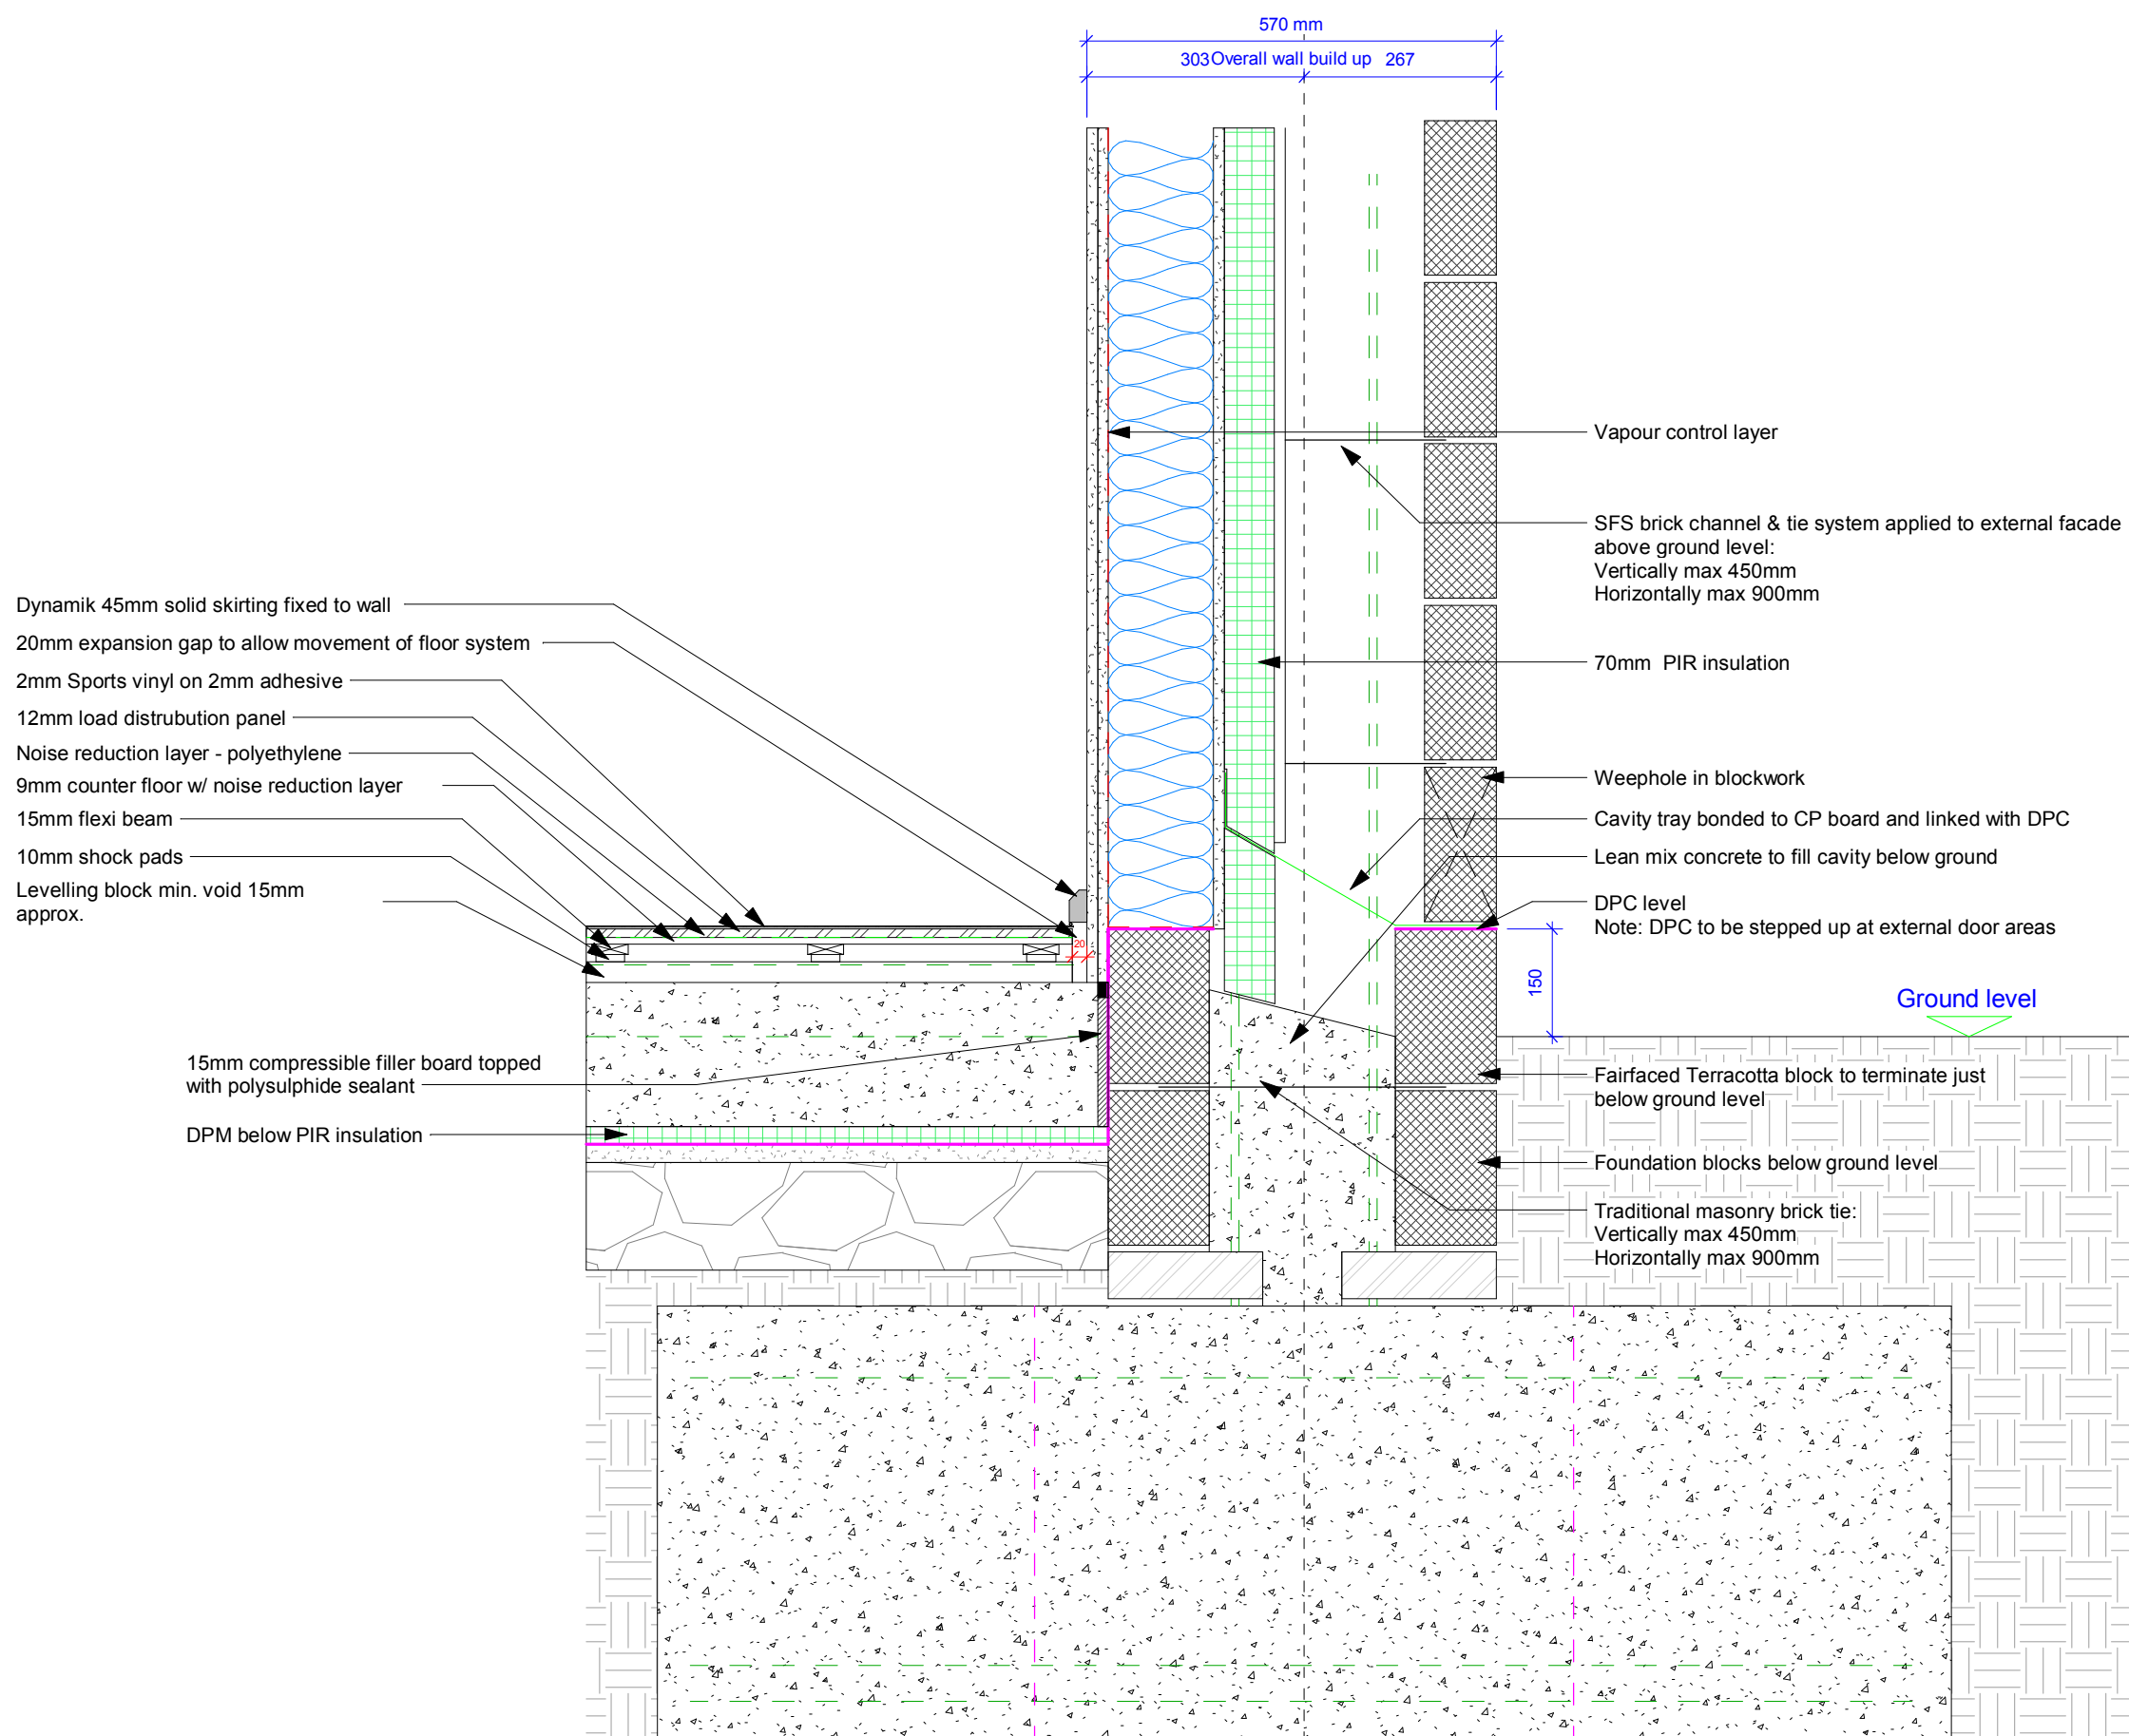 570 mm
303 Overall wall build up 267
Vapour control layer
SFS brick channel & tie system applied to external facade
above ground level:
Vertically max 450mm
Horizontally max 900mm
Dynamik 45mm solid skirting fixed to wall
20mm expansion gap to allow movement of floor system
2mm Sports vinyl on 2mm adhesive
12mm load distrubution panel
Noise reduction layer - polyethylene
9mm counter floor w/ noise reduction layer
15mm flexi beam
10mm shock pads
Levelling block min. void 15mm
approx.
70mm PIR insulation
Weephole in blockwork
Cavity tray bonded to CP board and linked with DPC
Lean mix concrete to fill cavity below ground
DPC level
Note: DPC to be stepped up at external door areas
20
150
Ground level
15mm compressible filler board topped
with polysulphide sealant
DPM below PIR insulation
Fairfaced Terracotta block to terminate just
below ground level
Foundation blocks below ground level
Traditional masonry brick tie:
Vertically max 450mm
Horizontally max 900mm